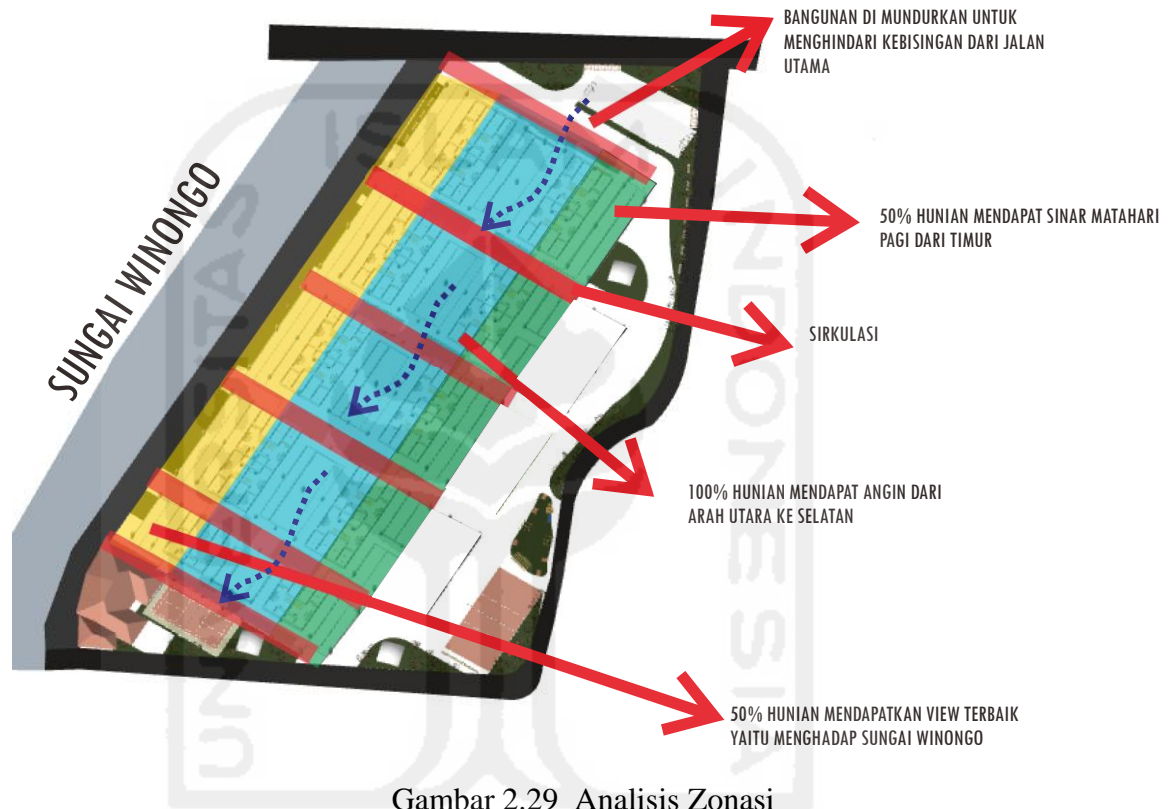 BANGUNAN DI MUNDURKAN UNTUK
MENGHINDARI KEBISINGAN DARI JALAN
UTAMA
SUNGAI WINONGO
50% HUNIAN MENDAPAT SINAR MATAHARI
PAGI DARI TIMUR
SIRKULASI
100% HUNIAN MENDAPAT ANGIN DARI
ARAH UTARA KE SELATAN
50% HUNIAN MENDAPATKAN VIEW TERBAIK
YAITU MENGHADAP SUNGAI WINONGO
Gambar 2.29 Analisis Zonasi